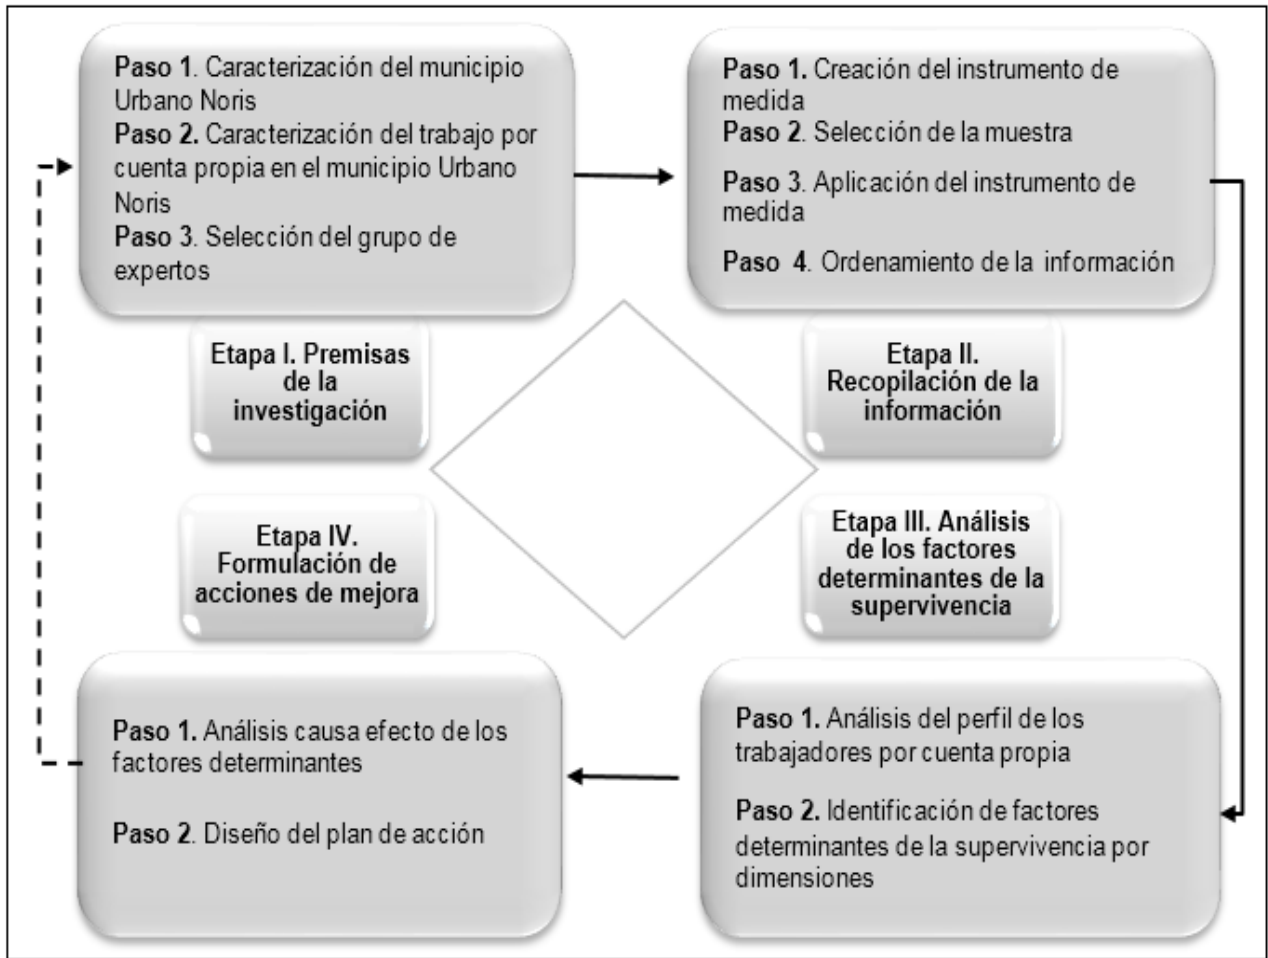 Paso 1. Caracterización del municipio
Urbano Noris
Paso 2. Caracterización del trabajo por
cuenta propia en el municipio Urbano
Noris
Paso 3. Selección del grupo de
expertos
Paso 1. Creación del instrumento de
medida
Paso 2. Selección de la muestra
Paso 3. Aplicación del instrumento de
medida
Paso 4. Ordenamiento de la información
Etapa I. Premisas
de la
investigación
Etapa II.
Recopilación de la
información
Etapa IV.
Formulación de
acciones de mejora
Etapa III. Análisis
de los factores
determinantes de la
supervivencia
Paso 1. Análisis causa efecto de los
factores determinantes
Paso 2. Diseño del plan de acción
Paso 1. Análisis del perfil de los
trabajadores por cuenta propia
Paso 2. Identificación de factores
determinantes de la supervivencia por
dimensiones